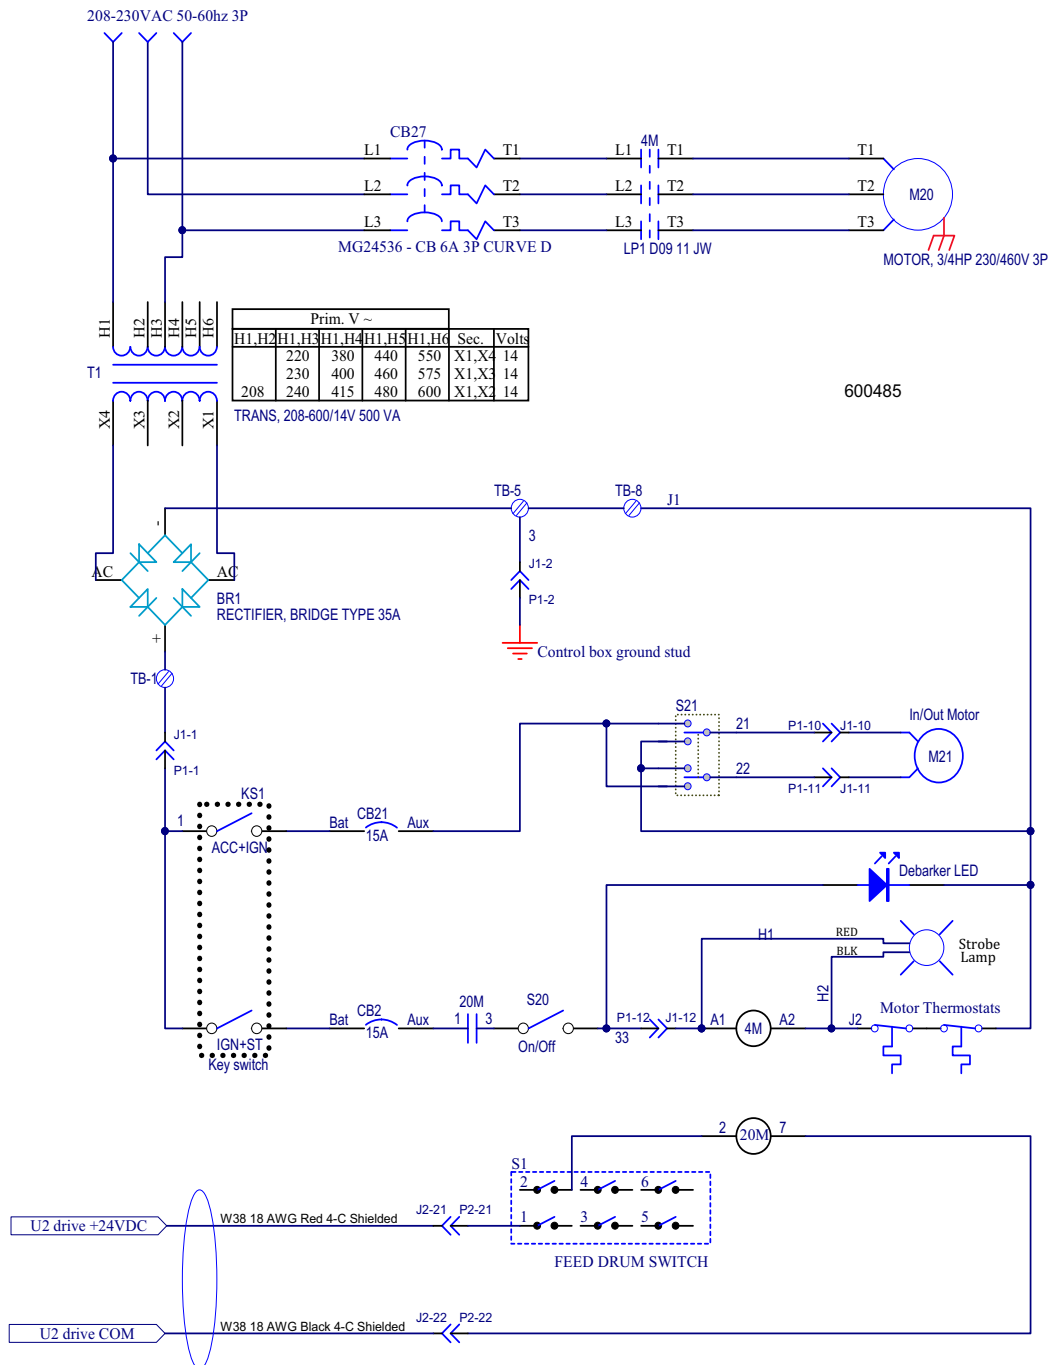 208-230VAC 50-60hz 3P
CB27
4M
L1 T1 L1 T1 T1
L2 T2 L2 T2 T2
L3 T3 L3 T3 T3
M20
MG24536 - CB 6A 3P CURVE D
LP1 D09 11 JW
MOTOR, 3/4HP 230/460V 3P
H1 H2 H3 H4 H5 H6
T1
X4 X3 X2 X1
Prim. V ~
H1,H2 H1,H3 H1,H4 H1,H5 H1,H6 Sec. Volts
220 380 440 550 X1,X4 14
230 400 460 575 X1,X3 14
208 240 415 480 600 X1,X2 14
TRANS, 208-600/14V 500 VA
600485
TB-5
TB-8
J1
-
3
J1-2
P1-2
AC AC
BR1
RECTIFIER, BRIDGE TYPE 35A
+
Control box ground stud
TB-1
J1-1
P1-1
S21
21
22
P1-10 J1-10
P1-11 J1-11
In/Out Motor
M21
KS1
1
ACC+IGN
Bat CB21 Aux
15A
Debarker LED
H1
RED
BLK
H2
Strobe
Lamp
Motor Thermostats
IGN+ST
Key switch
Bat CB2 Aux
15A
20M
1 3
S20
On/Off
P1-12 J1-12
33
A1 4M A2
J2
2 20M 7
S1
2 4 6
1 3 5
FEED DRUM SWITCH
U2 drive +24VDC
W38 18 AWG Red 4-C Shielded
J2-21 P2-21
U2 drive COM
W38 18 AWG Black 4-C Shielded
J2-22 P2-22